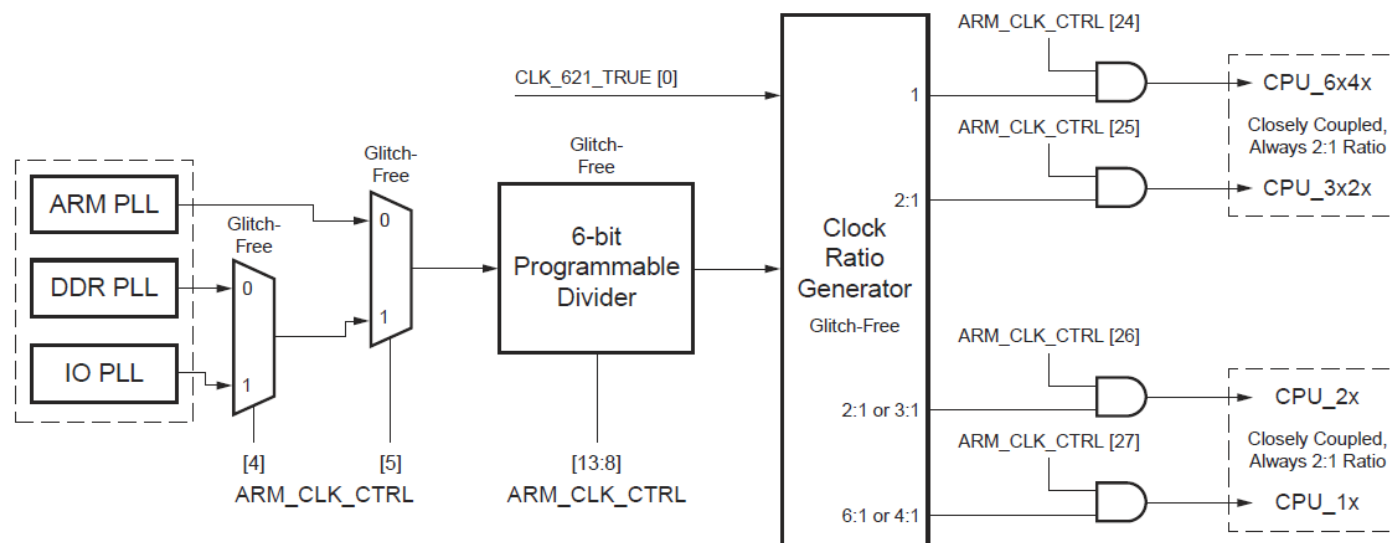 ARM PLL
DDR PLL
IO PLL
Glitch-
Free
0
1
[4]
Glitch-
Free
0
1
[5]
ARM_CLK_CTRL
Glitch-
Free
6-bit
Programmable
Divider
[13:8]
ARM_CLK_CTRL
CLK_621_TRUE [0]
Clock
Ratio
Generator
Glitch-Free
1
2:1
2:1 or 3:1
6:1 or 4:1
ARM_CLK_CTRL [24]
ARM_CLK_CTRL [25]
ARM_CLK_CTRL [26]
ARM_CLK_CTRL [27]
CPU_6x4x
Closely Coupled,
Always 2:1 Ratio
CPU_3x2x
CPU_2x
Closely Coupled,
Always 2:1 Ratio
CPU_1x